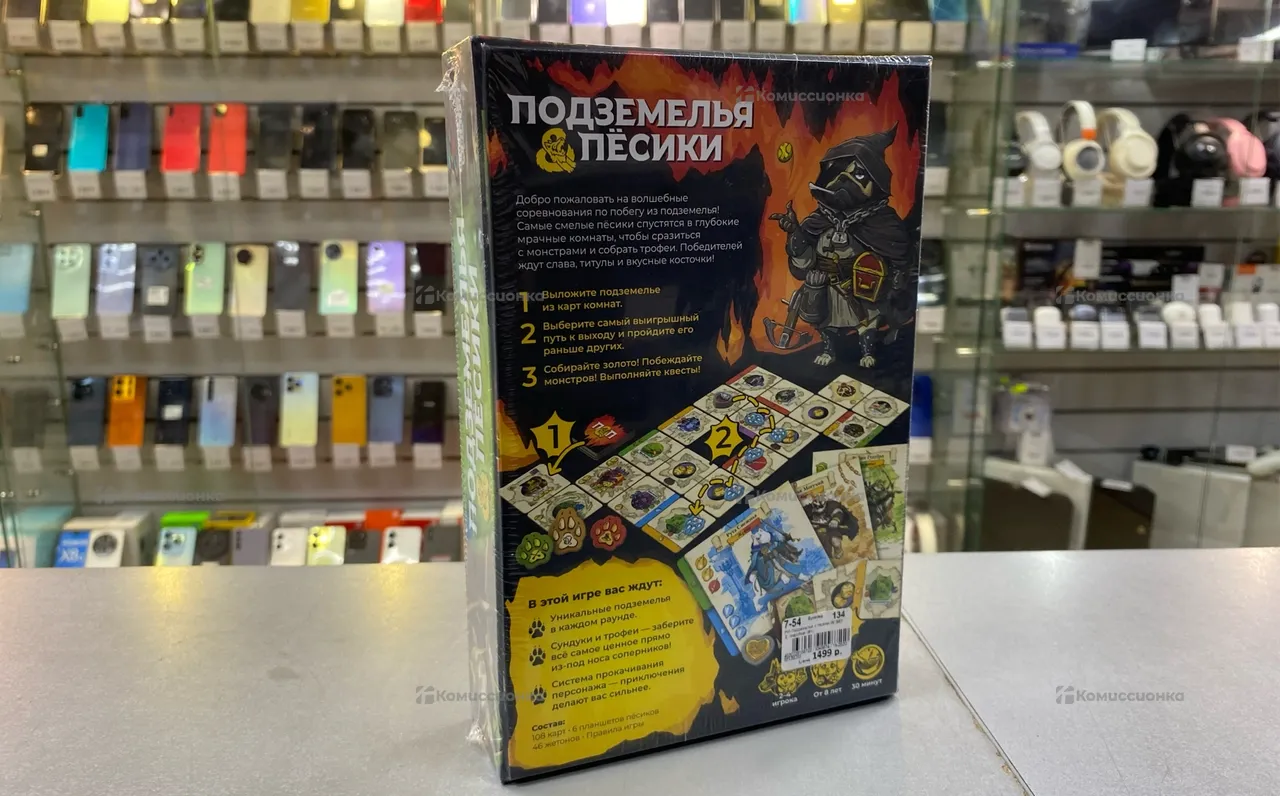 ПОДЗЕМЕЛЬЯ
ПЁСИКИ
Добро пожаловать на волшебные
соревнования по побегу из подземелья!
Самые смелые пёсики спустятся в глубокие
мрачные комнаты, чтобы сразиться
с монстрами и собрать трофеи. Победителей
ждут слава, титулы и вкусные косточки!
1 Выложите подземелье
из карт комнат.
2 Выберите самый выигрышный
путь к выходу и пройдите его
раньше других.
3 Собирайте золото! Побеждайте
монстров! Выполняйте квесты!
1
2
В этой игре вас ждут:
Уникальные подземелья
в каждом раунде.
Сундуки и трофеи — заберите
всё самое ценное прямо
из-под носа соперников!
Система прокачивания
персонажа — приключения
делают вас сильнее.
Состав:
108 карт • 6 планшетов пёсиков
46 жетонов • Правила игры
7-54
134
1499 р.
игрока
От 8 лет
30 минут
ПОДЗЕМЕЛЬЯ
ПЁСИКИ
Комиссионка
Комиссионка
Комиссионка
Комиссионка
Комиссионка